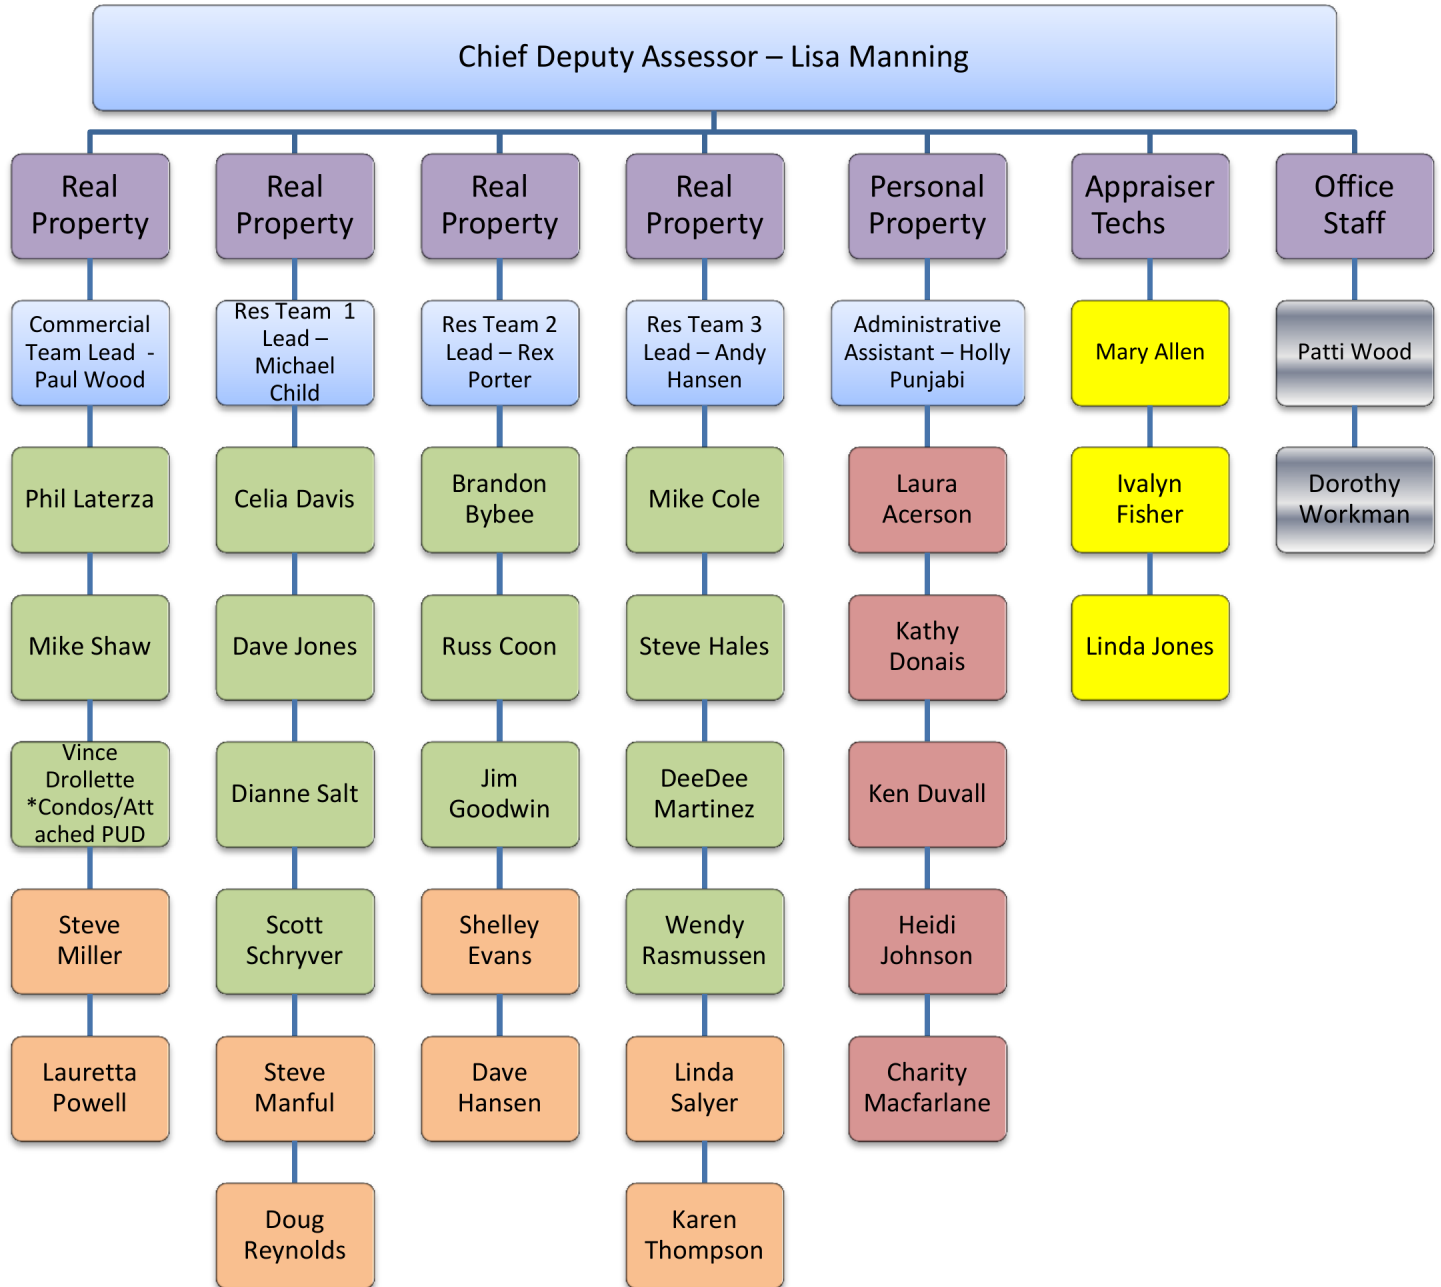 Chief Deputy Assessor – Lisa Manning
Real
Property
Commercial
Team Lead -
Paul Wood
Phil Laterza
Mike Shaw
Vince
Drollette
*Condos/Att
ached PUD
Steve
Miller
Lauretta
Powell
Real
Property
Res Team 1
Lead –
Michael
Child
Celia Davis
Dave Jones
Dianne Salt
Scott
Schryver
Steve
Manful
Doug
Reynolds
Real
Property
Res Team 2
Lead – Rex
Porter
Brandon
Bybee
Russ Coon
Jim
Goodwin
Shelley
Evans
Dave
Hansen
Real
Property
Res Team 3
Lead – Andy
Hansen
Mike Cole
Steve Hales
DeeDee
Martinez
Wendy
Rasmussen
Linda
Salyer
Karen
Thompson
Personal
Property
Administrative
Assistant – Holly
Punjabi
Laura
Acerson
Kathy
Donais
Ken Duvall
Heidi
Johnson
Charity
Macfarlane
Appraiser
Techs
Mary Allen
Ivalyn
Fisher
Linda Jones
Office
Staff
Patti Wood
Dorothy
Workman